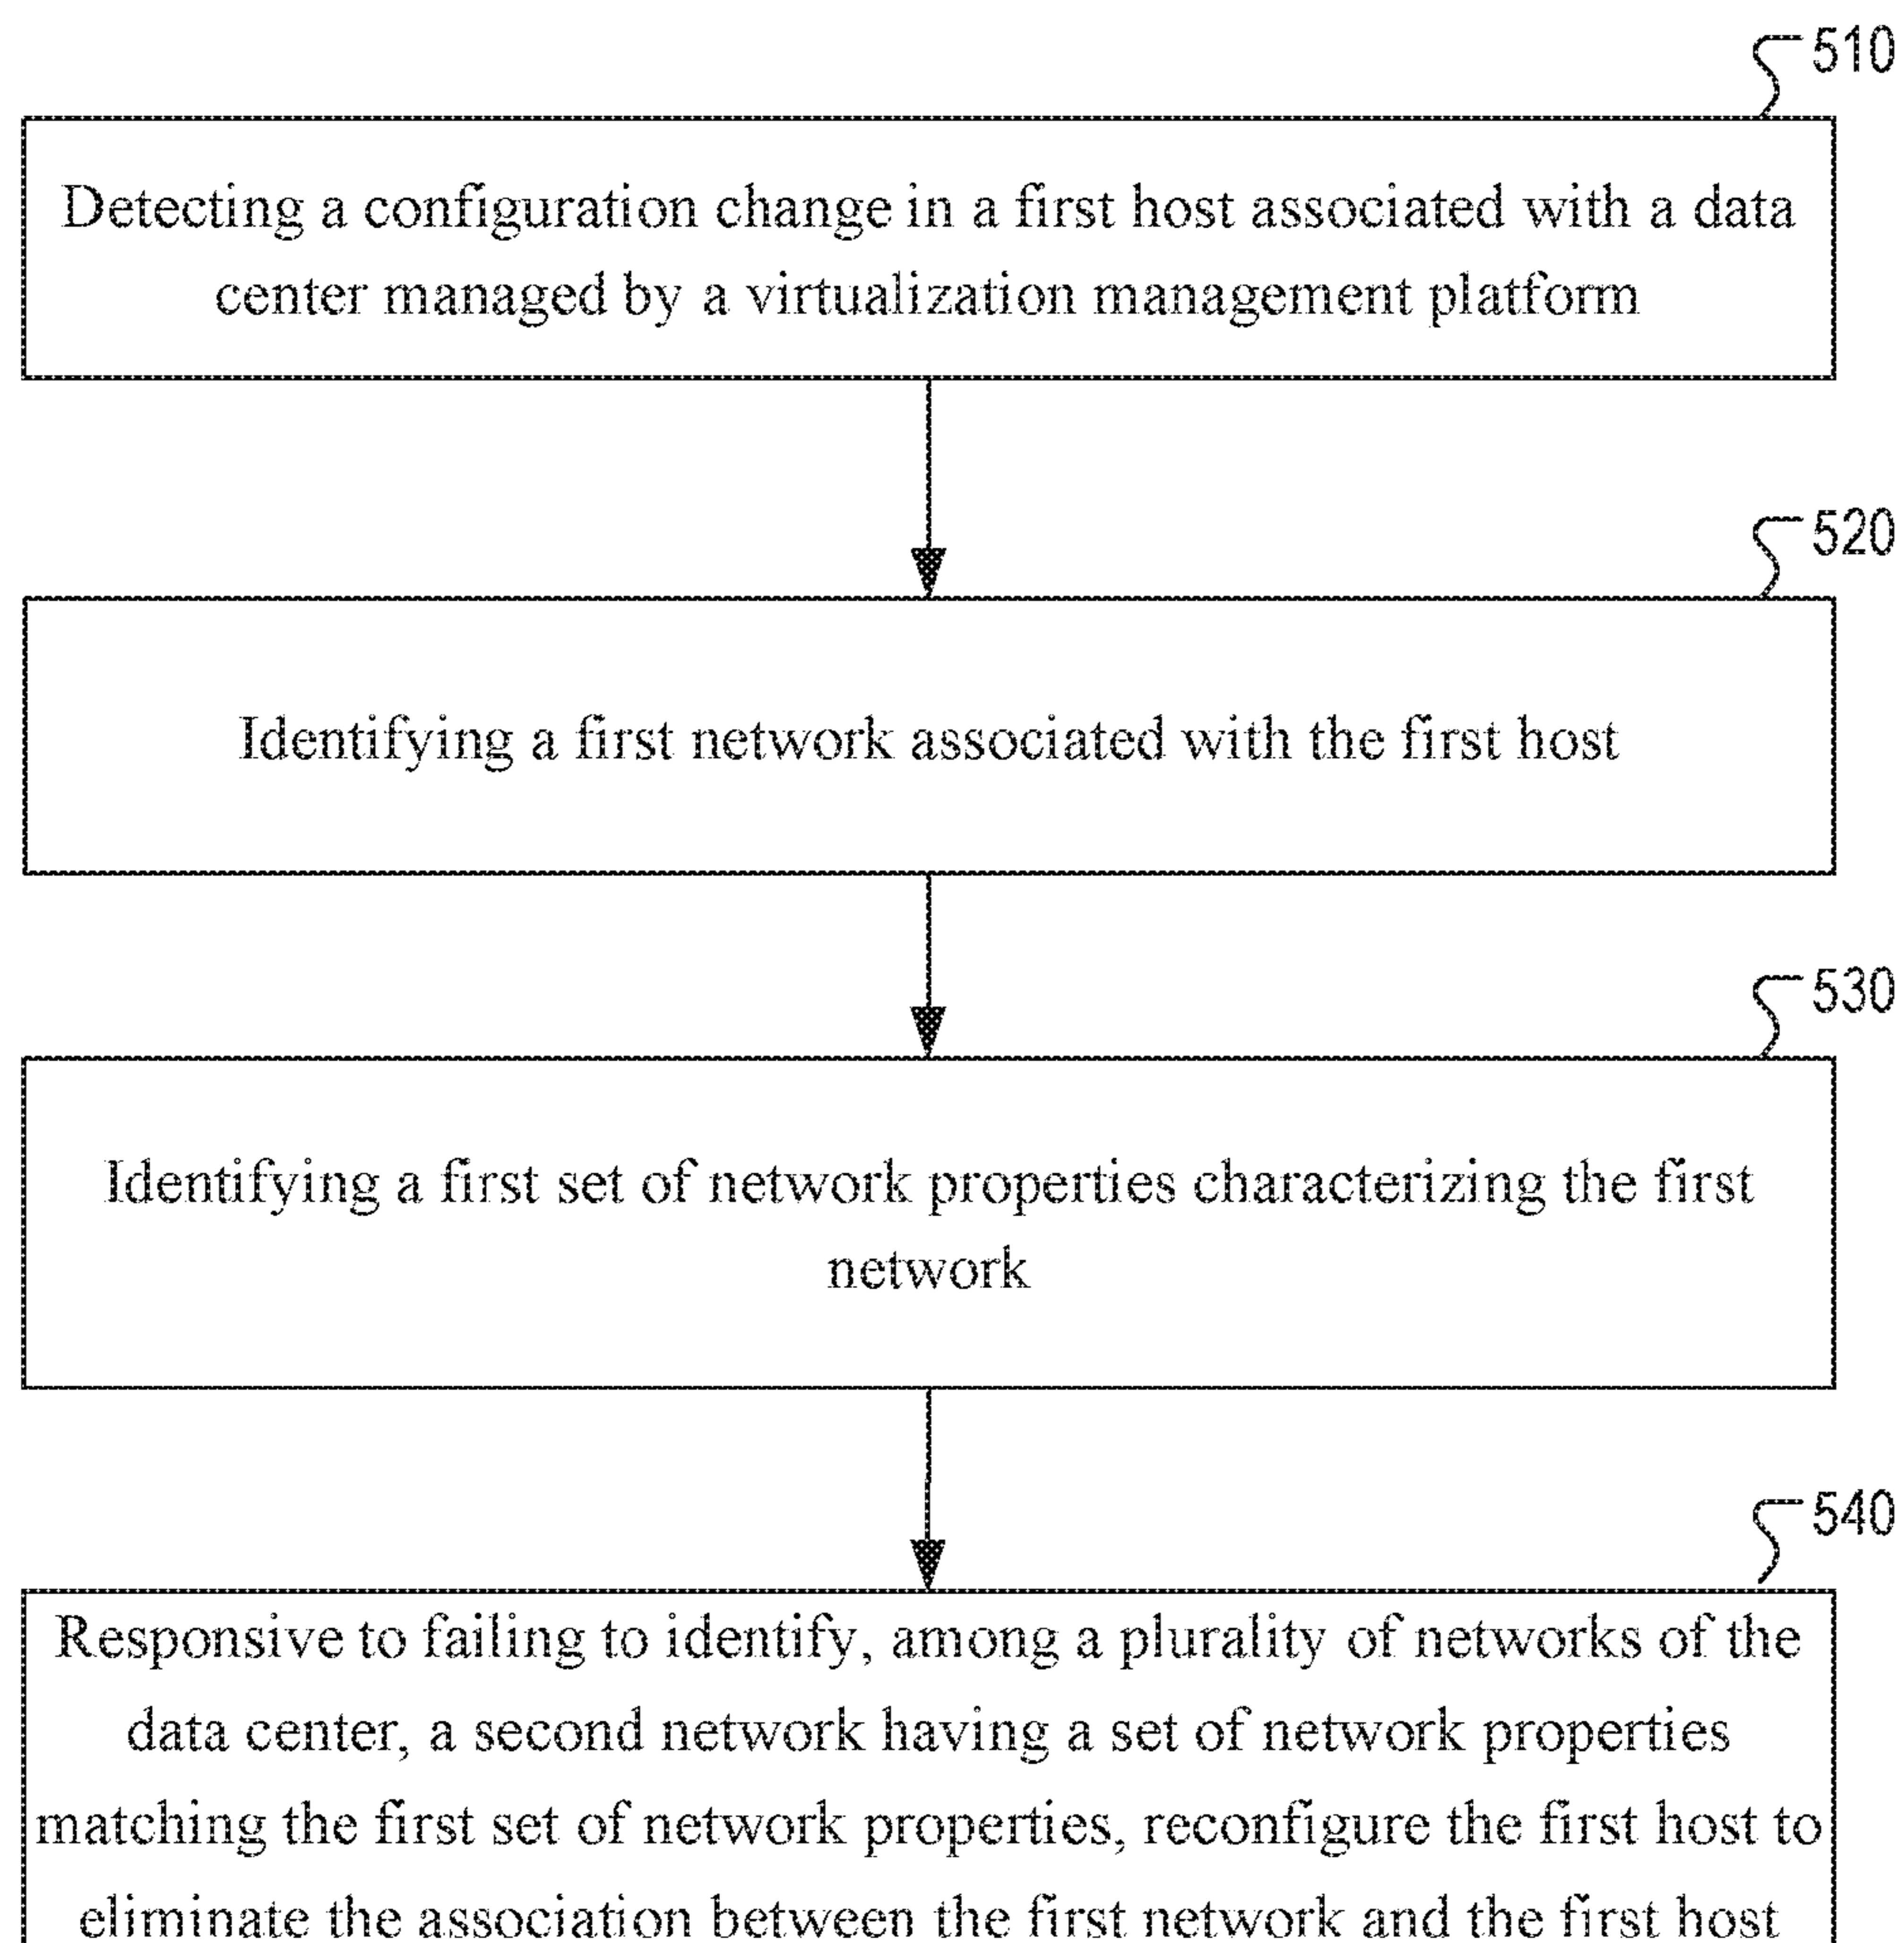 510
Detecting a configuration change in a first host associated with a data
center managed by a virtualization management platform
520
Identifying a first network associated with the first host
530
Identifying a first set of network properties characterizing the first
network
540
Responsive to failing to identify, among a plurality of networks of the
data center, a second network having a set of network properties
matching the first set of network properties, reconfigure the first host to
eliminate the association between the first network and the first host